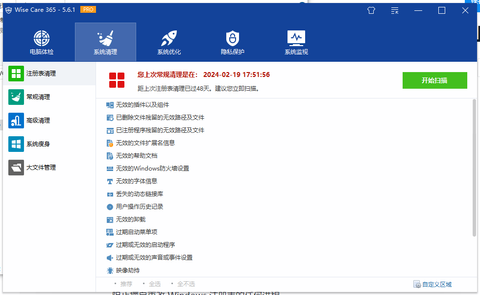 Wise Care 365 - 5.6.1 PRO
电脑体检
系统清理
系统优化
隐私保护
系统监视
注册表清理
常规清理
高级清理
系统瘦身
大文件管理
您上次常规清理是在： 2024-02-19 17:51:56
距上次注册表清理已过48天。建议您立即扫描。
开始扫描
无效的插件以及组件
已删除文件残留的无效路径及文件
已注册程序残留的无效路径及文件
无效的文件扩展名信息
无效的帮助文档
无效的Windows防火墙设置
无效的字体信息
丢失的动态链接库
用户操作历史记录
无效的卸载
过期启动菜单项
过期或无效的启动程序
过期或无效的声音或事件设置
映像劫持
推荐
全选
全不选
自定义区域